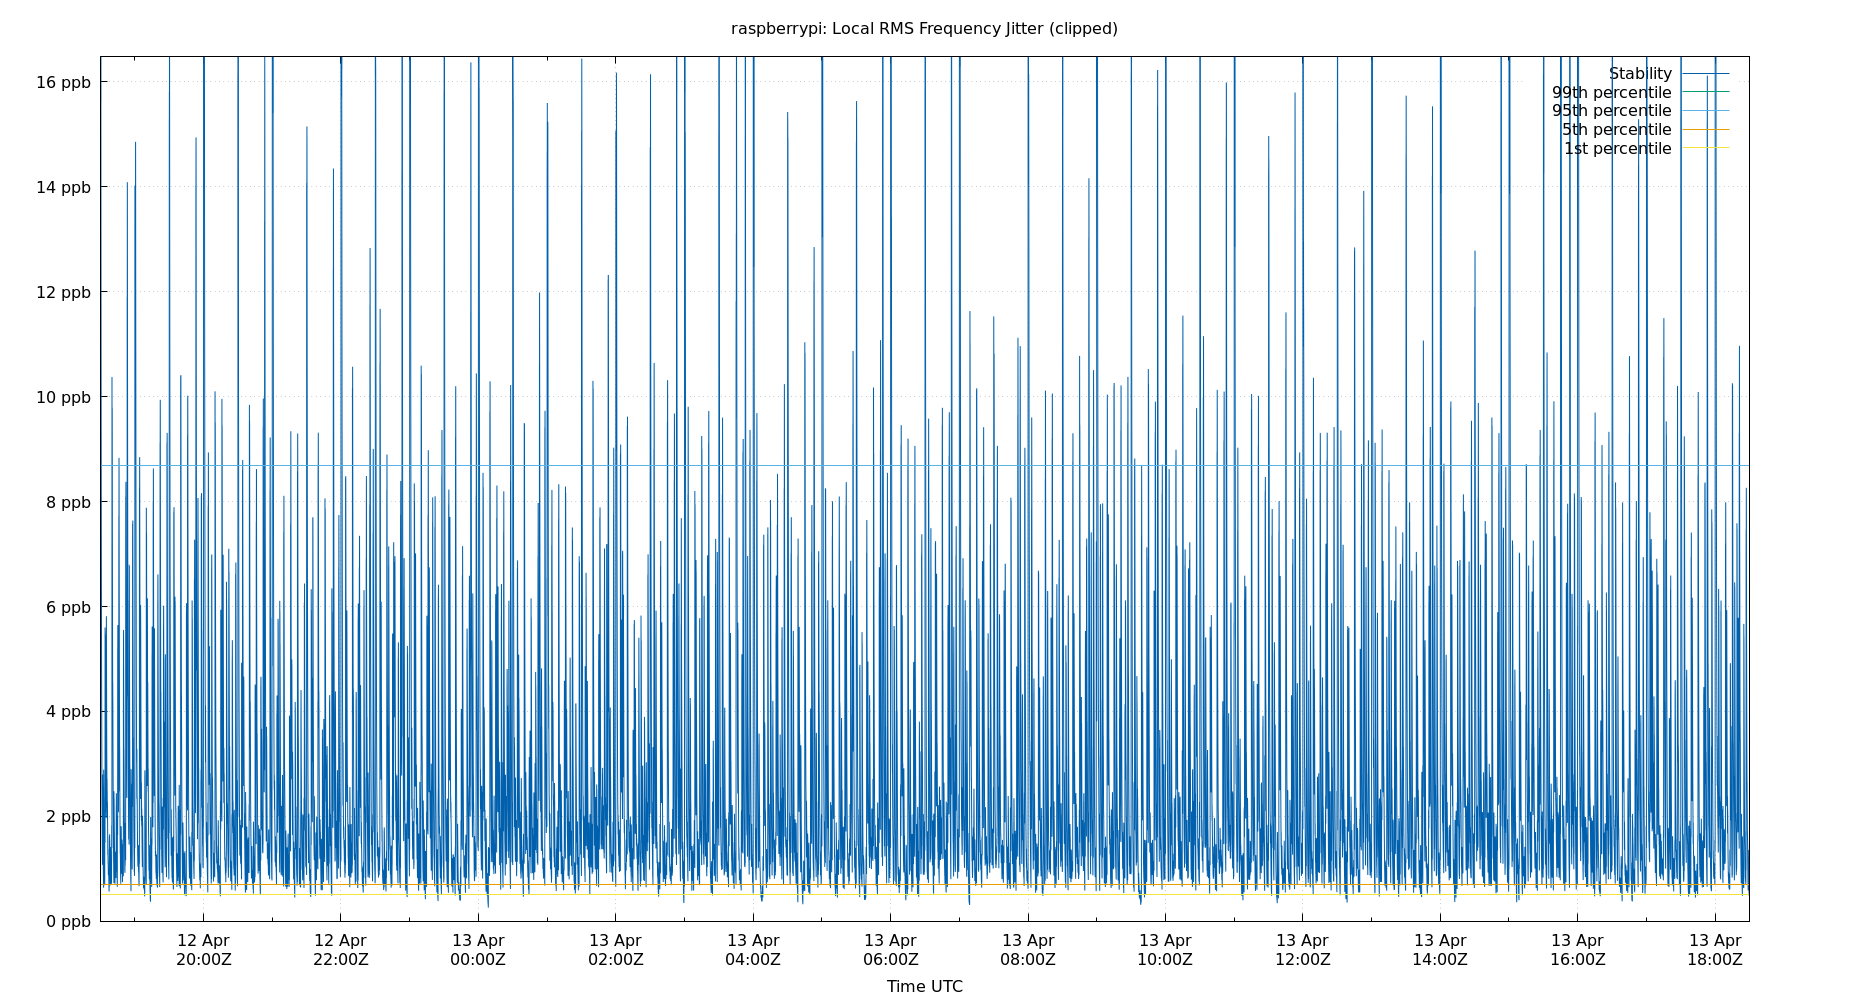 raspberrypi: Local RMS Frequency Jitter (clipped)
16 ppb
14 ppb
12 ppb
10 ppb
8 ppb
6 ppb
4 ppb
2 ppb
0 ppb
Stability
99th percentile
95th percentile
5th percentile
1st percentile
12 Apr
20:00Z
12 Apr
22:00Z
13 Apr
00:00Z
13 Apr
02:00Z
13 Apr
04:00Z
13 Apr
06:00Z
13 Apr
08:00Z
13 Apr
10:00Z
13 Apr
12:00Z
13 Apr
14:00Z
13 Apr
16:00Z
13 Apr
18:00Z
Time UTC